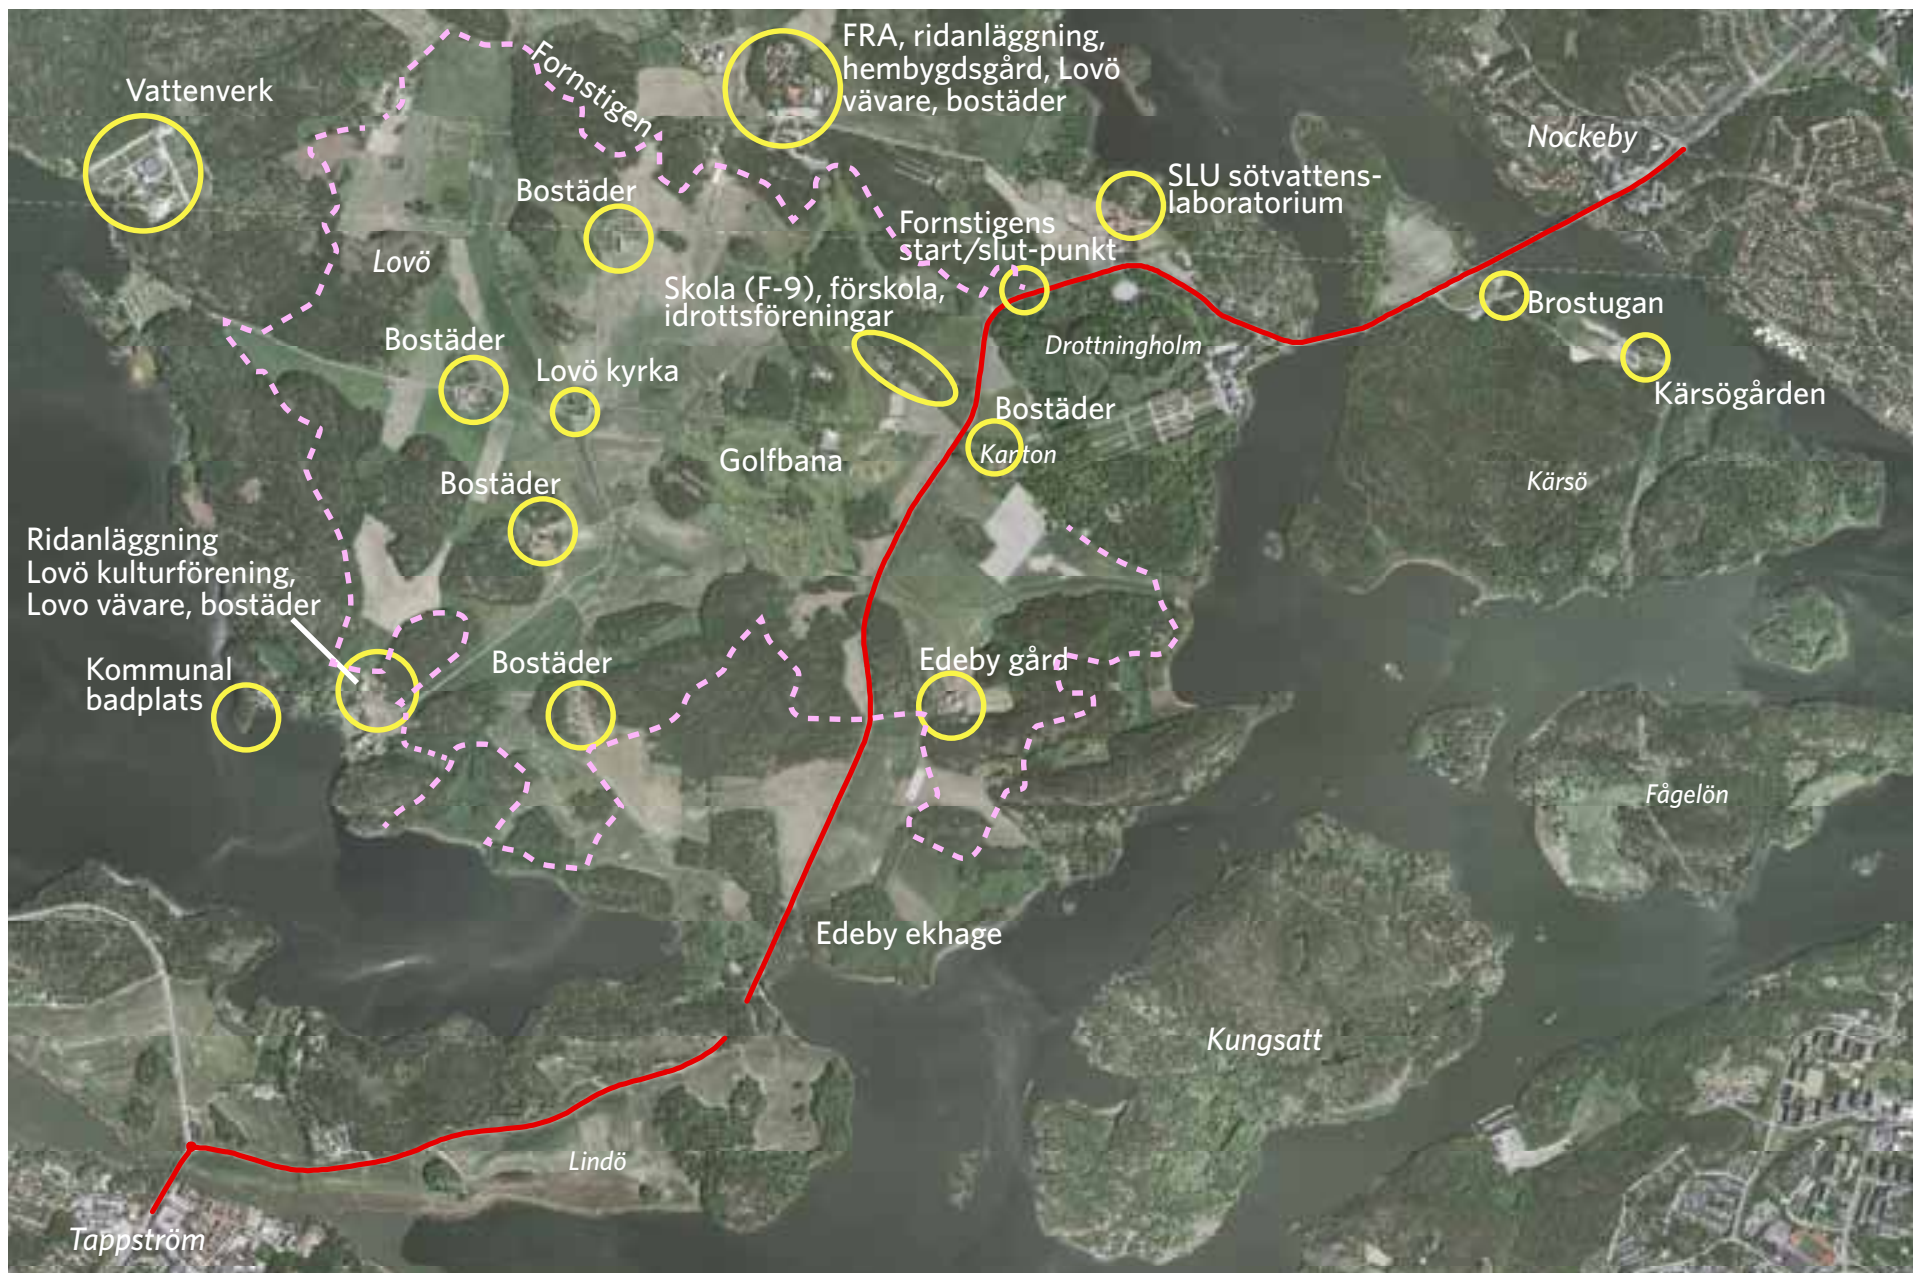 FRA, ridanläggning,
hembygdsgård, Lovö
vävare, bostäder
Vattenverk
Fornstigen
Nockeby
SLU sötvattens-
laboratorium
Bostäder
Fornstigens
start/slut-punkt
Lovö
Skola (F-9), förskola,
idrottsföreningar
Brostugan
Bostäder
Drottningholm
Lovö kyrka
Kärsögården
Bostäder
Kanton
Golfbana
Bostäder
Kärsö
Ridanläggning
Lovö kulturförening,
Lovo vävare, bostäder
Kommunal
badplats
Bostäder
Edeby gård
Fågelön
Edeby ekhage
Kungsatt
Lindö
Tappström